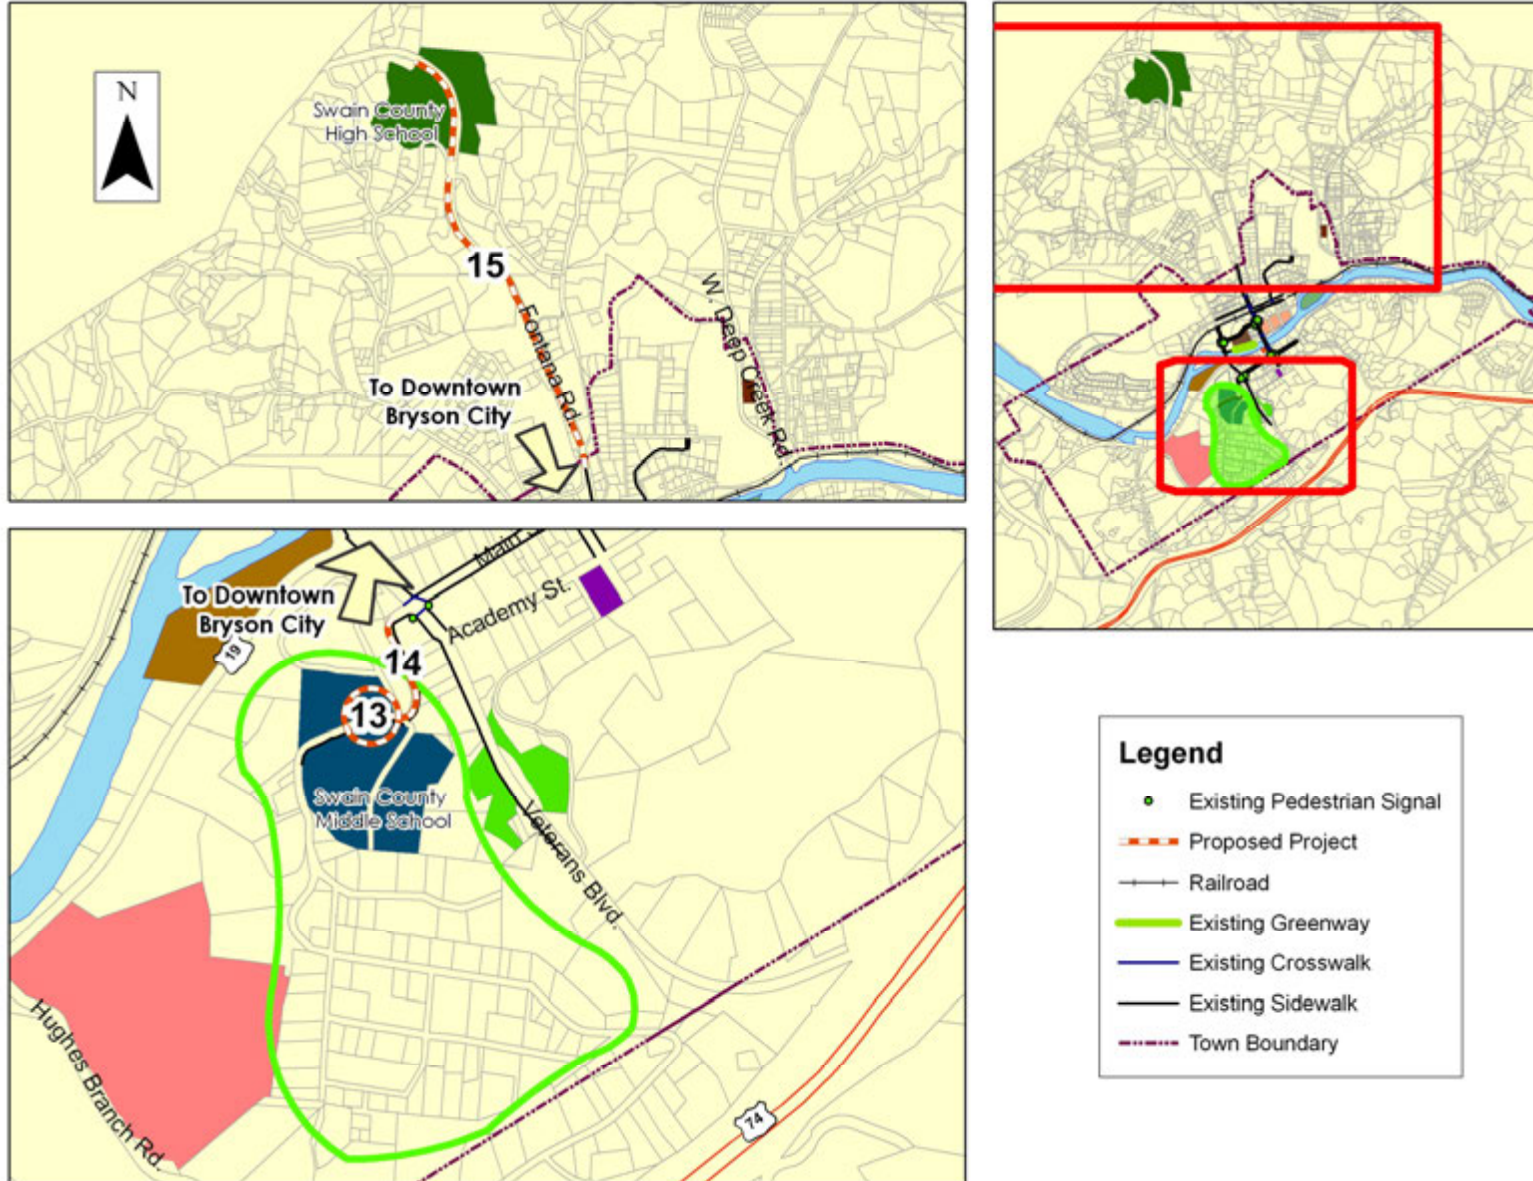 N
Swain County
High School
15
Fontana Rd.
W. Deep Creek Rd.
To Downtown
Bryson City
Main
To Downtown
Bryson City
19
Academy St.
14
13
Swain County
Middle School
Veterans Blvd.
Hughes Branch Rd.
74
Legend
Existing Pedestrian Signal
Proposed Project
Railroad
Existing Greenway
Existing Crosswalk
Existing Sidewalk
Town Boundary